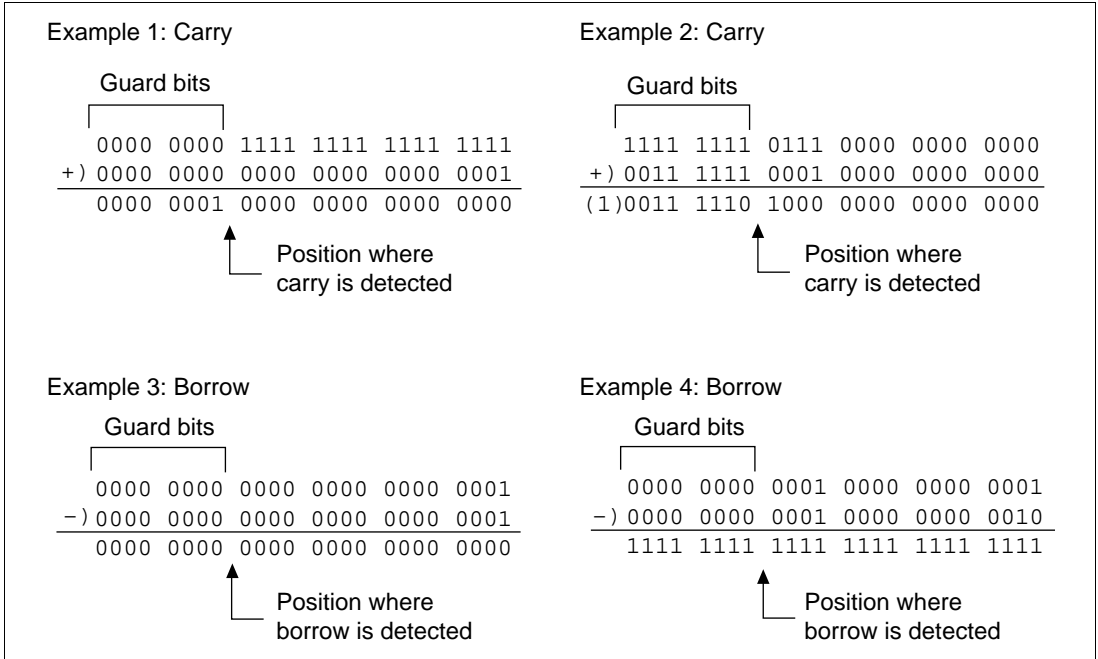 Example 1: Carry
Guard bits
0000 0000 1111 1111 1111 1111
+) 0000 0000 0000 0000 0000 0001
0000 0001 0000 0000 0000 0000
Position where
carry is detected
Example 2: Carry
Guard bits
1111 1111 0111 0000 0000 0000
+) 0011 1111 0001 0000 0000 0000
(1)0011 1110 1000 0000 0000 0000
Position where
carry is detected
Example 3: Borrow
Guard bits
0000 0000 0000 0000 0000 0001
−) 0000 0000 0000 0000 0000 0001
0000 0000 0000 0000 0000 0000
Position where
borrow is detected
Example 4: Borrow
Guard bits
0000 0000 0001 0000 0000 0001
−) 0000 0000 0001 0000 0000 0010
1111 1111 1111 1111 1111 1111
Position where
borrow is detected